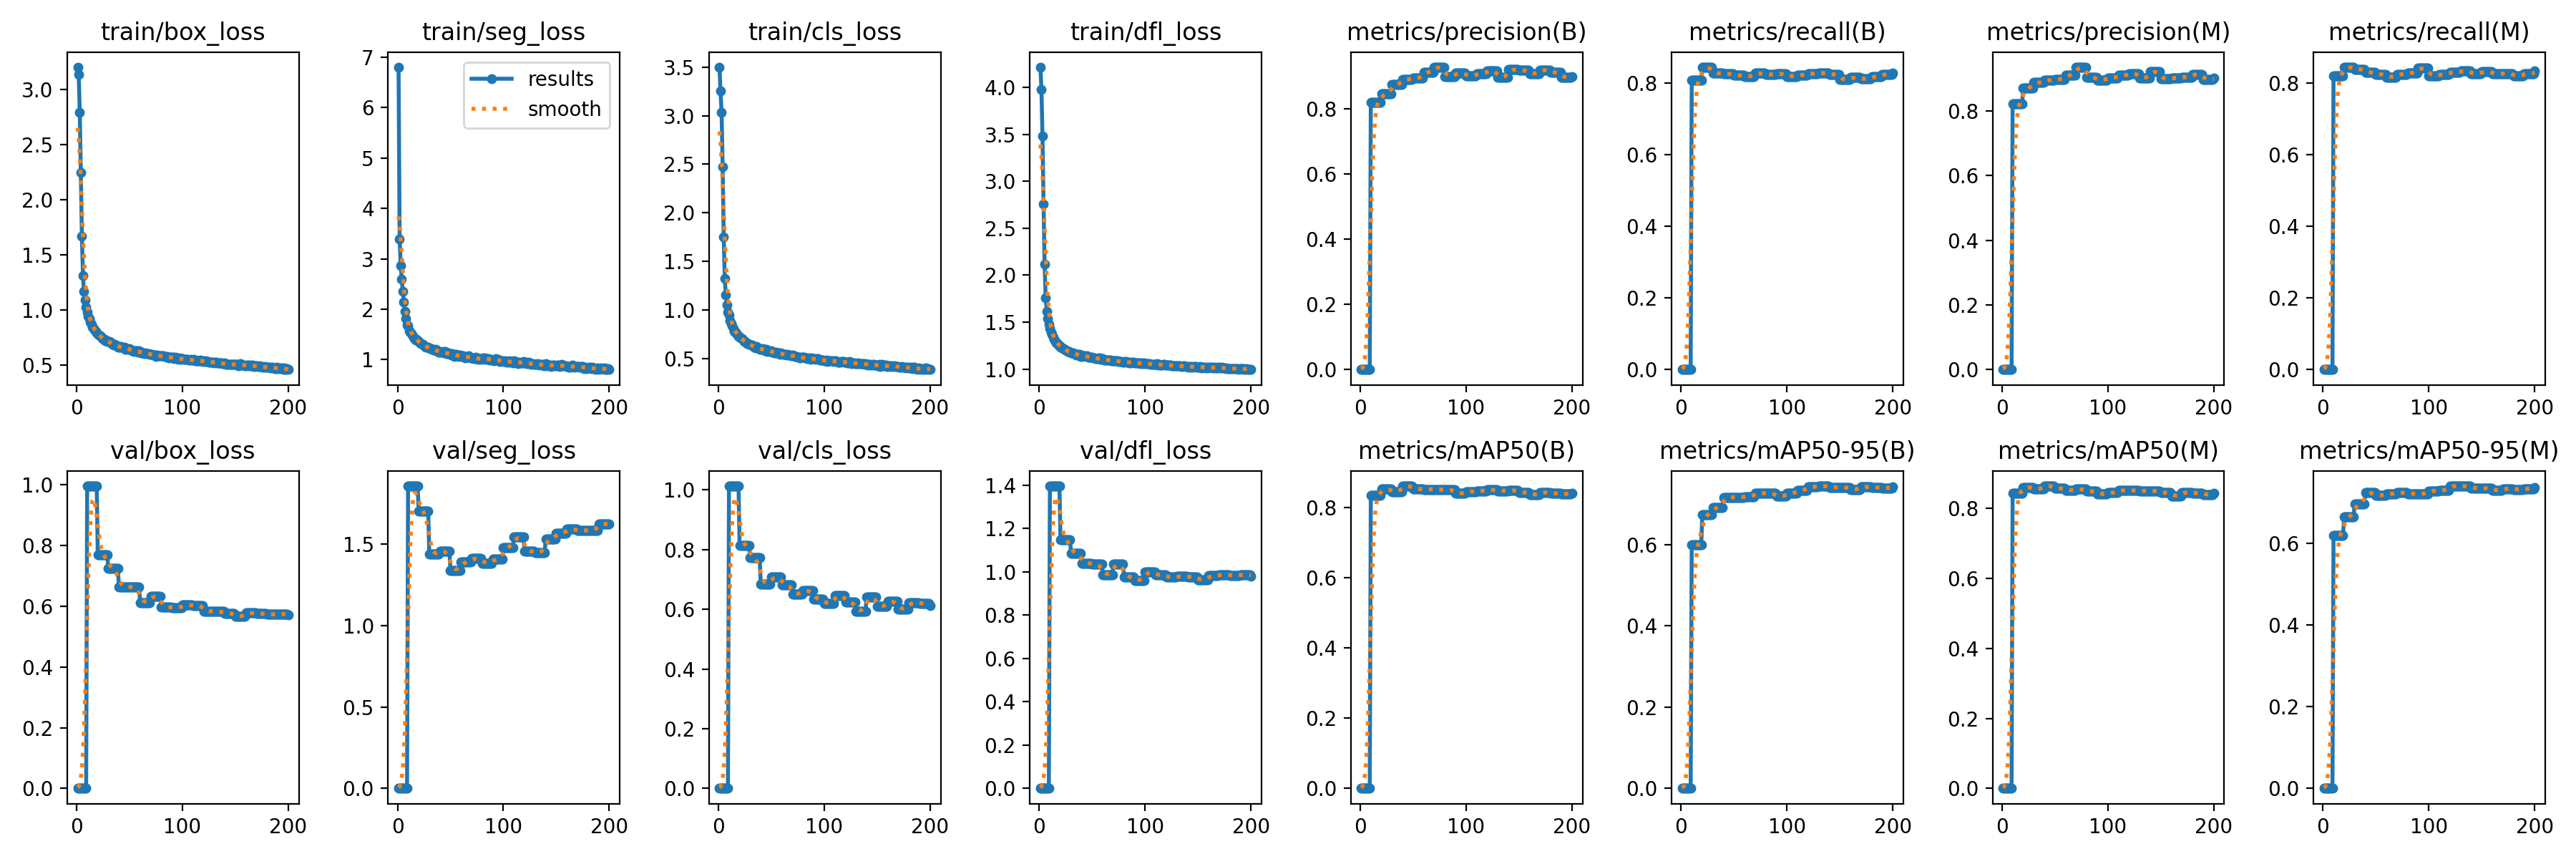 train/box_loss
train/seg_loss
train/cls_loss
train/dfl_loss
metrics/precision(B)
metrics/recall(B)
metrics/precision(M)
metrics/recall(M)
3.0
2.5
2.0
1.5
1.0
0.5
0 100 200
7
6
5
4
3
2
1
0 100 200
results
smooth
3.5
3.0
2.5
2.0
1.5
1.0
0.5
0 100 200
4.0
3.5
3.0
2.5
2.0
1.5
1.0
0 100 200
0.8
0.6
0.4
0.2
0.0
0 100 200
0.8
0.6
0.4
0.2
0.0
0 100 200
0.8
0.6
0.4
0.2
0.0
0 100 200
0.8
0.6
0.4
0.2
0.0
0 100 200
val/box_loss
val/seg_loss
val/cls_loss
val/dfl_loss
metrics/mAP50(B)
metrics/mAP50-95(B)
metrics/mAP50(M)
metrics/mAP50-95(M)
1.0
0.8
0.6
0.4
0.2
0.0
0 100 200
1.5
1.0
0.5
0.0
0 100 200
1.0
0.8
0.6
0.4
0.2
0.0
0 100 200
1.4
1.2
1.0
0.8
0.6
0.4
0.2
0.0
0 100 200
0.8
0.6
0.4
0.2
0.0
0 100 200
0.6
0.4
0.2
0.0
0 100 200
0.8
0.6
0.4
0.2
0.0
0 100 200
0.6
0.4
0.2
0.0
0 100 200